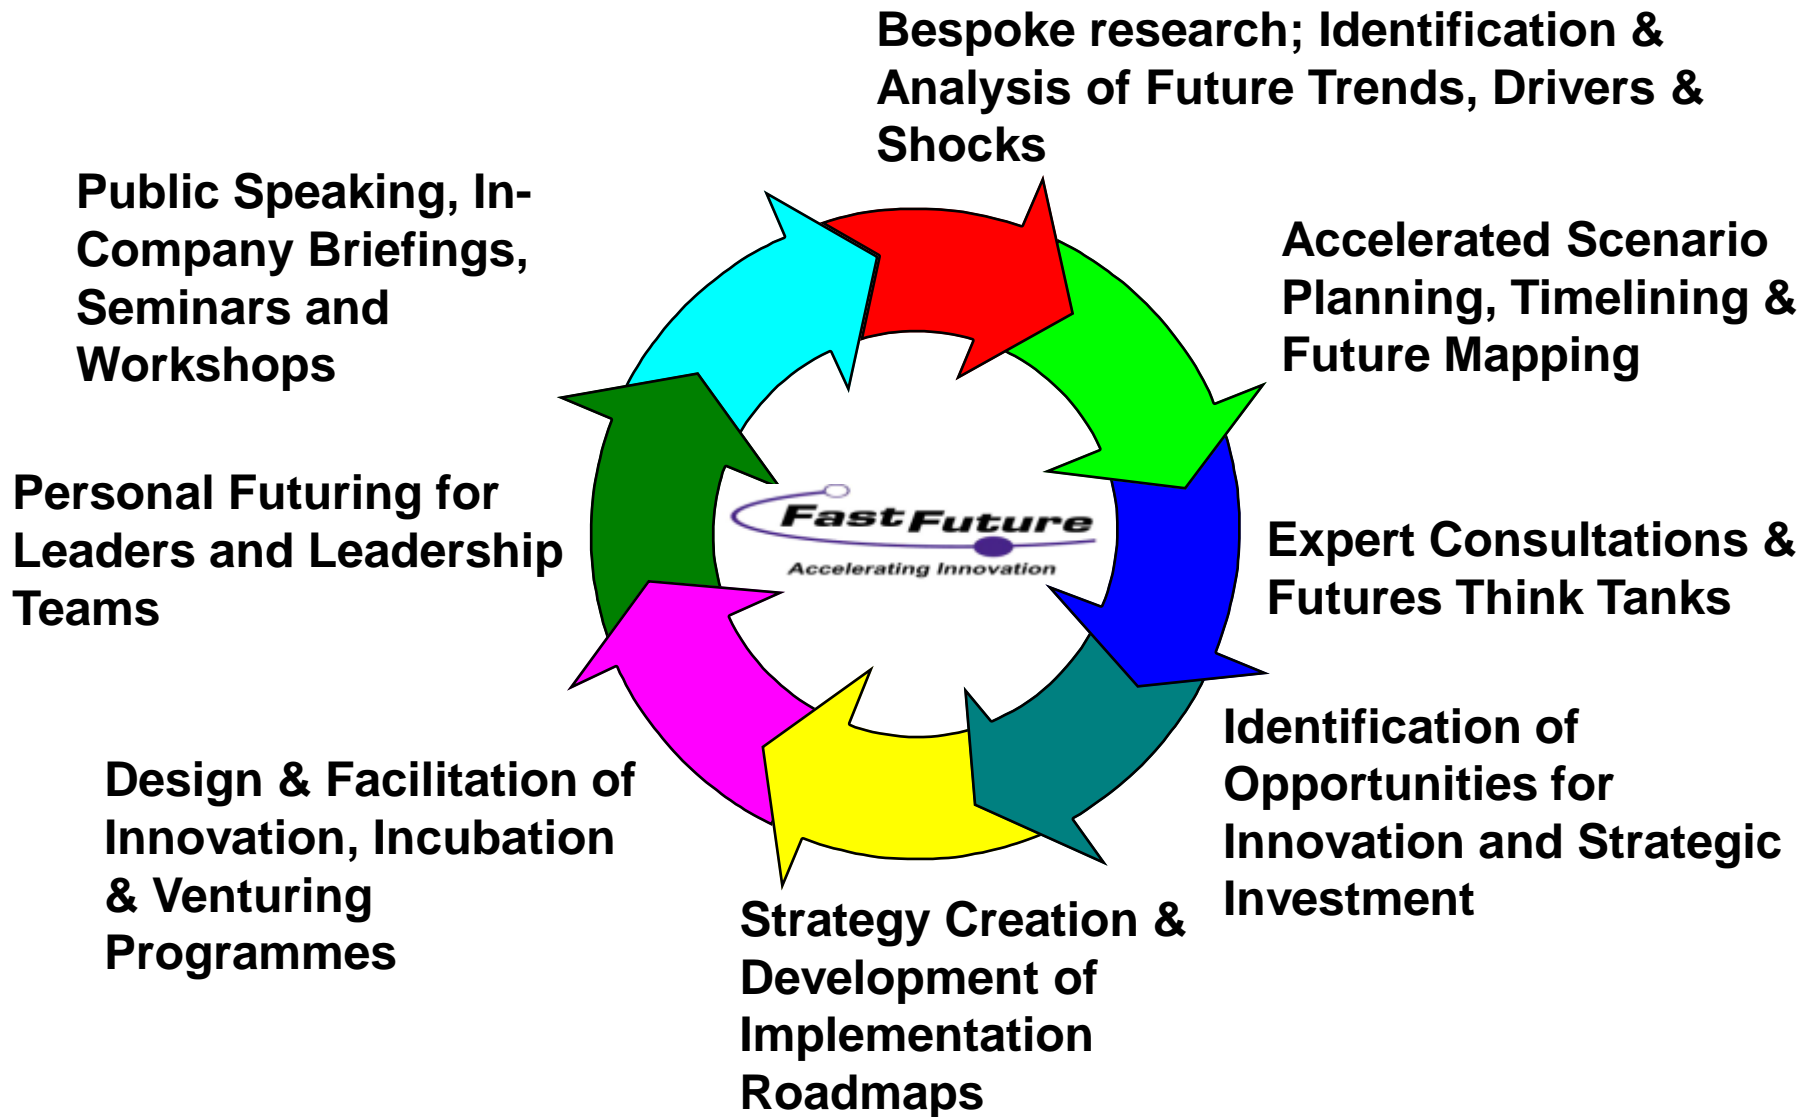 Bespoke research; Identification &
Analysis of Future Trends, Drivers &
Shocks
Accelerated Scenario
Planning, Timelining &
Future Mapping
Expert Consultations &
Futures Think Tanks
Identification of
Opportunities for
Innovation and Strategic
Investment
Strategy Creation &
Development of
Implementation
Roadmaps
Design & Facilitation of
Innovation, Incubation
& Venturing
Programmes
Personal Futuring for
Leaders and Leadership
Teams
Public Speaking, In-
Company Briefings,
Seminars and
Workshops
FastFuture
Accelerating Innovation